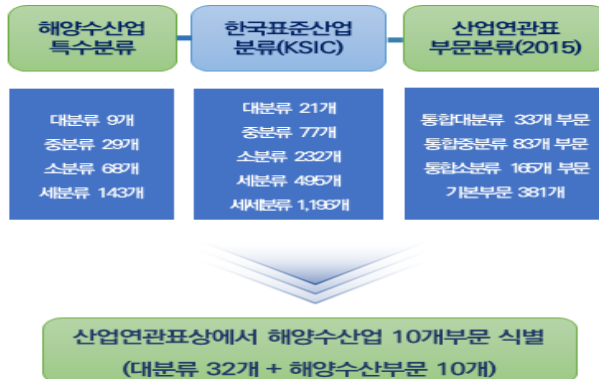 해양수산업
특수분류
한국표준산업
분류(KSIC)
산업연관표
부문분류(2015)
대분류 9개
중분류 29개
소분류 68개
세분류 143개
대분류 21개
중분류 77개
소분류 232개
세분류 495개
세세분류 1,196개
통합대분류 33개 부문
통합중분류 83개 부문
통합소분류 165개 부문
기본부문 381개
산업연관표상에서 해양수산업 10개부문 식별
(대분류 32개 + 해양수산부문 10개)